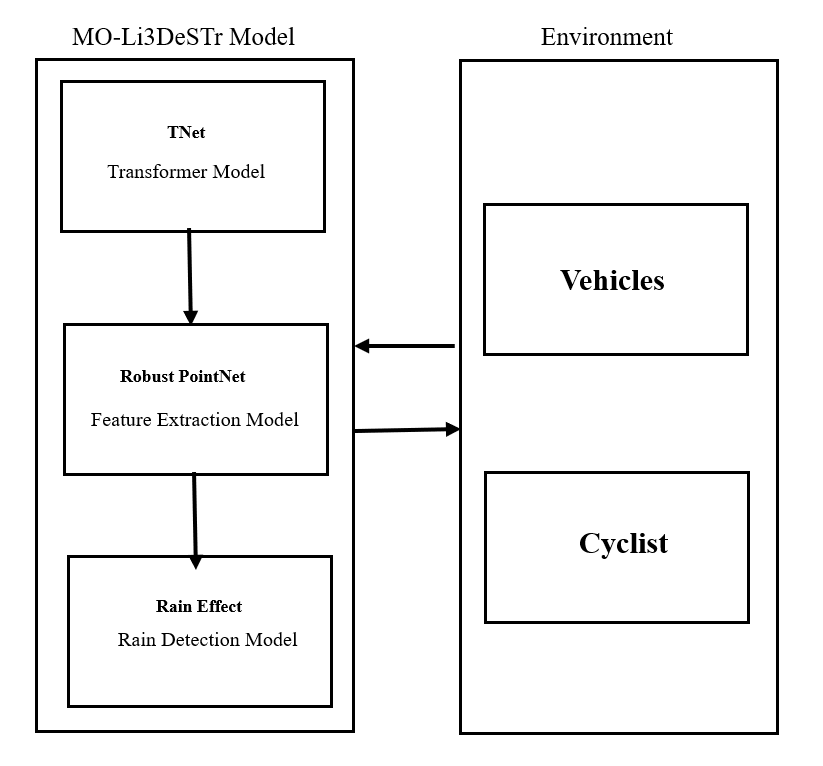 MO-Li3DeSTr Model
TNet
Transformer Model
Robust PointNet
Feature Extraction Model
Rain Effect
Rain Detection Model
Environment
Vehicles
Cyclist